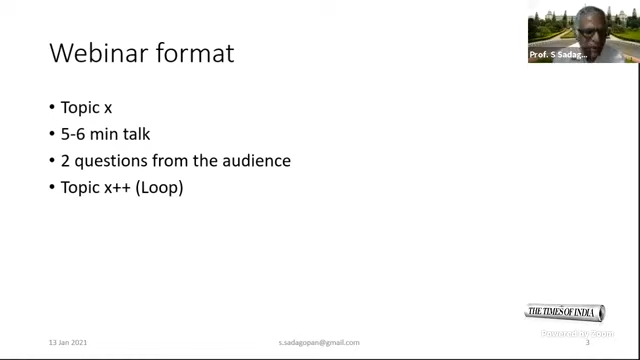 Webinar format
Prof. S Sadag...
• Topic x
• 5-6 min talk
• 2 questions from the audience
• Topic x++ (Loop)
THE TIMES OF INDIA
Powered by Zoom
13 Jan 2021
s.sadagopan@gmail.com
3